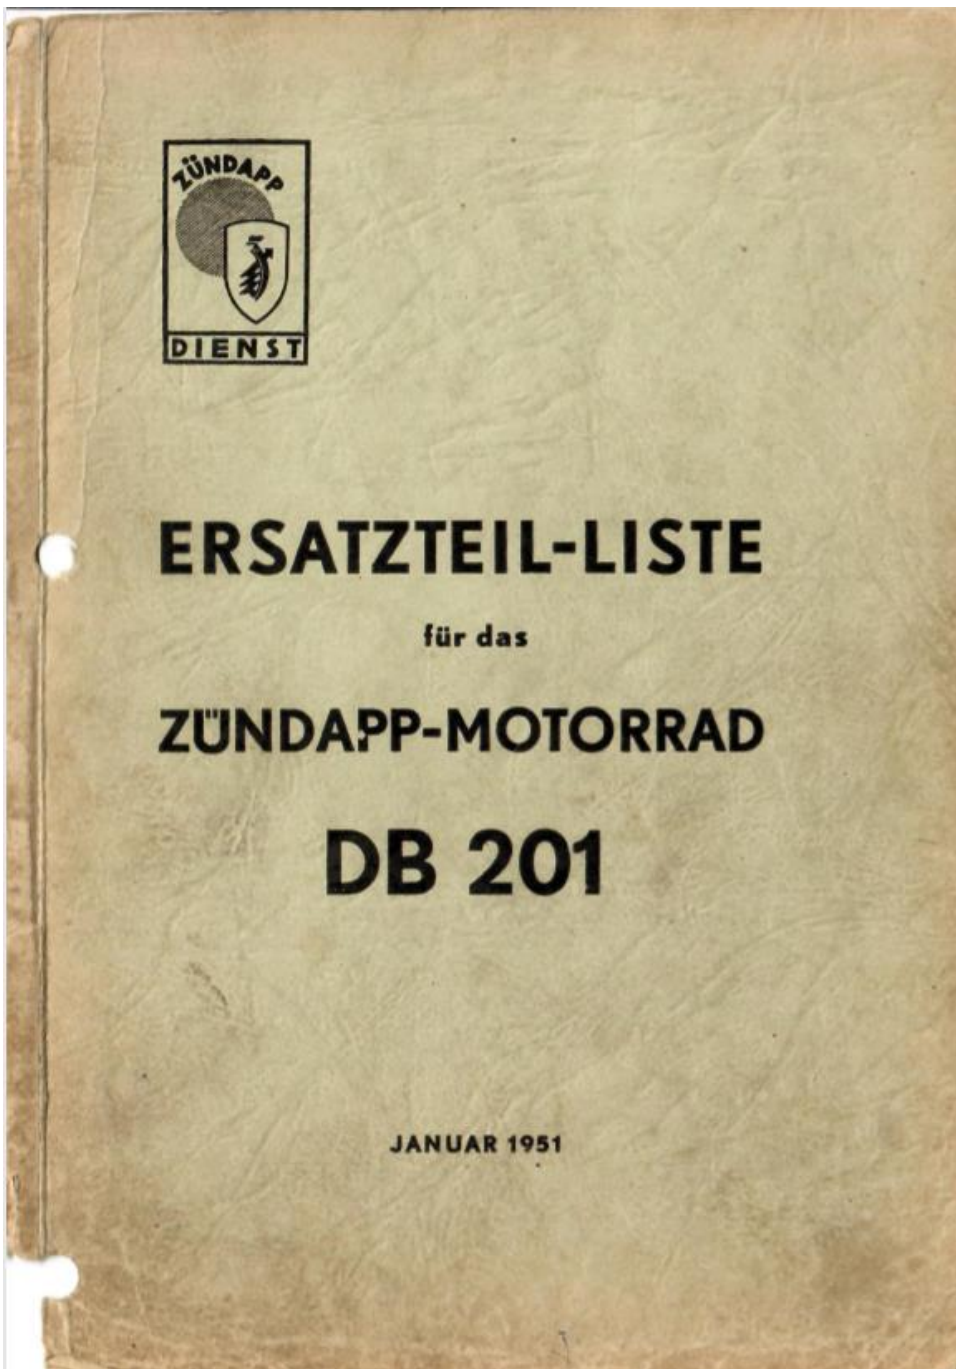 ZÜNDAPP
DIENST
ERSATZTEIL-LISTE
für das
ZÜNDAPP-MOTORRAD
DB 201
JANUAR 1951